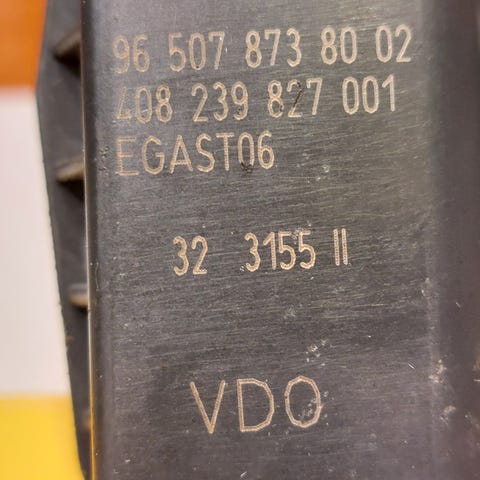 96 507 873 80 02
408 239 827 001
EGAST06
32 3155 II
VDO